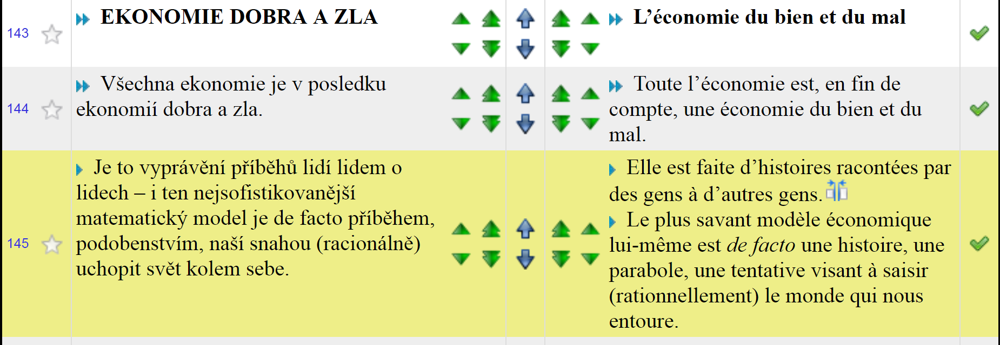 143
EKONOMIE DOBRA A ZLA
L’économie du bien et du mal
144
Všechna ekonomie je v posledku
ekonomií dobra a zla.
Toute l’économie est, en fin de
compte, une économie du bien et du
mal.
145
Je to vyprávění příběhů lidí lidem o
lidech – i ten nejsofistikovanější
matematický model je de facto příběhem,
podobenstvím, naší snahou (racionálně)
uchopit svět kolem sebe.
Elle est faite d’histoires racontées par
des gens à d’autres gens.
Le plus savant modèle économique
lui-même est de facto une histoire, une
parabole, une tentative visant à saisir
(rationnellement) le monde qui nous
entoure.